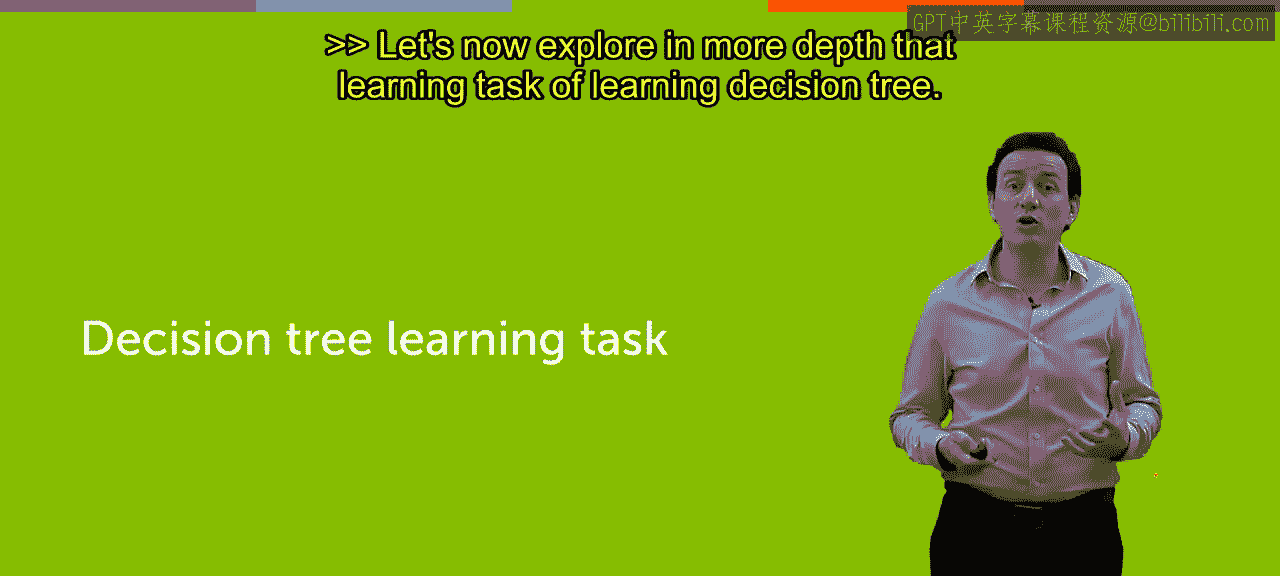 GPT中英字幕课程资源@bilibili.com
>> Let's now explore in more depth that
learning task of learning decision tree.
Decision tree learning task